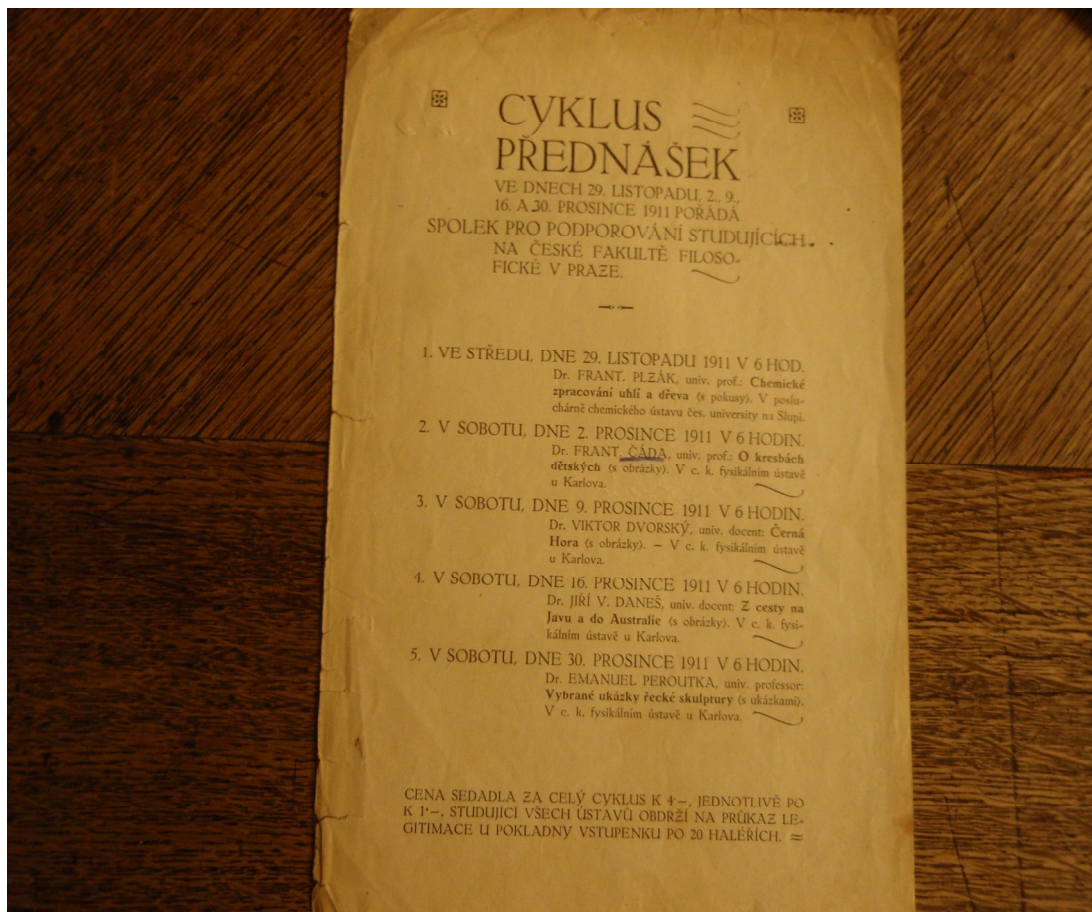 CYKLUS
PŘEDNÁŠEK
VE DNECH 29. LISTOPADU, 2., 9.,
16. A 30. PROSINCE 1911 POŘÁDÁ
SPOLEK PRO PODPOROVÁNÍ STUDUJÍCÍCH
NA ČESKÉ FAKULTĚ FILOSO-
FICKÉ V PRAZE.
1. VE STŘEDU, DNE 29. LISTOPADU 1911 V 6 HOD.
Dr. FRANT. PLZÁK, univ. prof.: Chemické
zpracování uhlí a dřeva (s pokusy). V poslu-
chárně chemického ústavu čes. university na Slupi.
2. V SOBOTU, DNE 2. PROSINCE 1911 V 6 HODIN.
Dr. FRANT. ČÁDA, univ. prof.: O kresbách
dětských (s obrázky). V c. k. fysikálním ústavě
u Karlova.
3. V SOBOTU, DNE 9. PROSINCE 1911 V 6 HODIN.
Dr. VIKTOR DVORSKÝ, univ. docent: Černá
Hora (s obrázky). — V c. k. fysikálním ústavě
u Karlova.
4. V SOBOTU, DNE 16. PROSINCE 1911 V 6 HODIN.
Dr. JIŘÍ V. DANEŠ, univ. docent: Z cesty na
Javu a do Australie (s obrázky). V c. k. fysi-
kálním ústavě u Karlova.
5. V SOBOTU, DNE 30. PROSINCE 1911 V 6 HODIN.
Dr. EMANUEL PEROUTKA, univ. professor:
Vybrané ukázky řecké skulptury (s ukázkami).
V c. k. fysikálním ústavě u Karlova.
CENA SEDADLA ZA CELÝ CYKLUS K 4·—, JEDNOTLIVĚ PO
K 1·—. STUDUJÍCÍ VŠECH ÚSTAVŮ OBDRŽÍ NA PRŮKAZ LE-
GITIMACE U POKLADNY VSTUPENKU PO 20 HALÉŘÍCH.